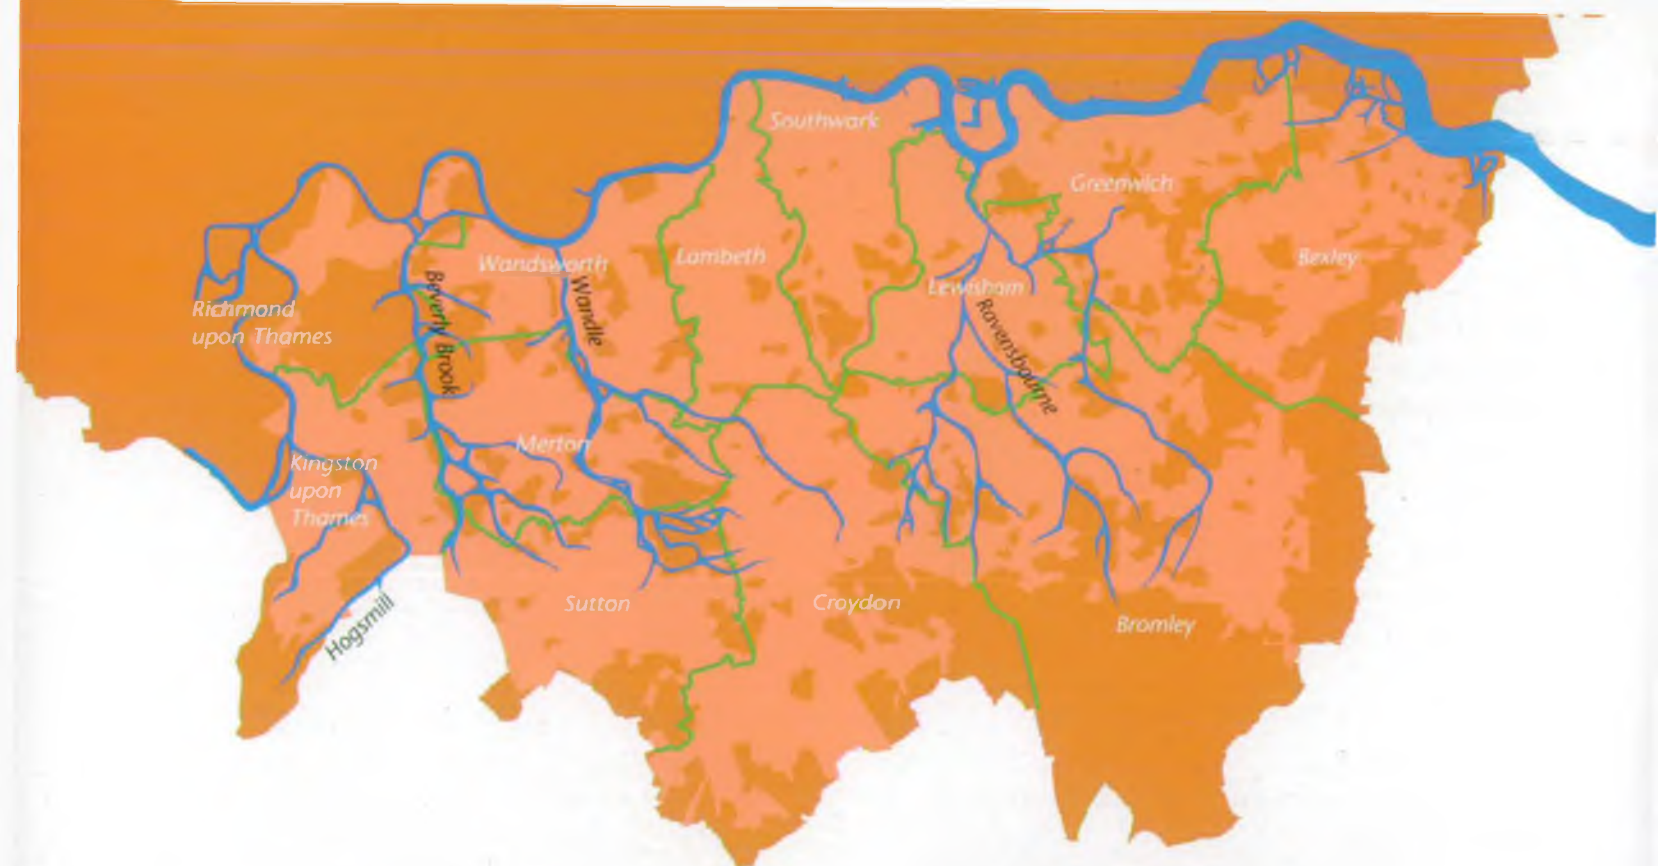 Southwark
Greenwich
Wandsworth
Lambeth
Bexley
Lewisham
Richmond
upon Thames
Beverly Brook
Wandle
Ravensbourne
Merton
Kingston
upon
Thames
Sutton
Croydon
Hogsmill
Bromley